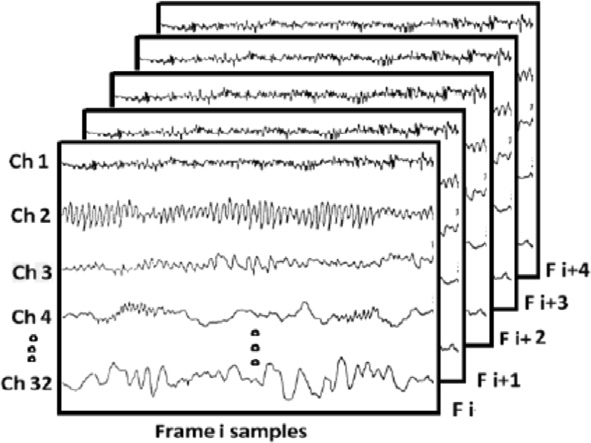 Ch 1
Ch 2
Ch 3
Ch 4
Ch 32
F i+4
F i+3
F i+2
F i+1
F i
Frame i samples